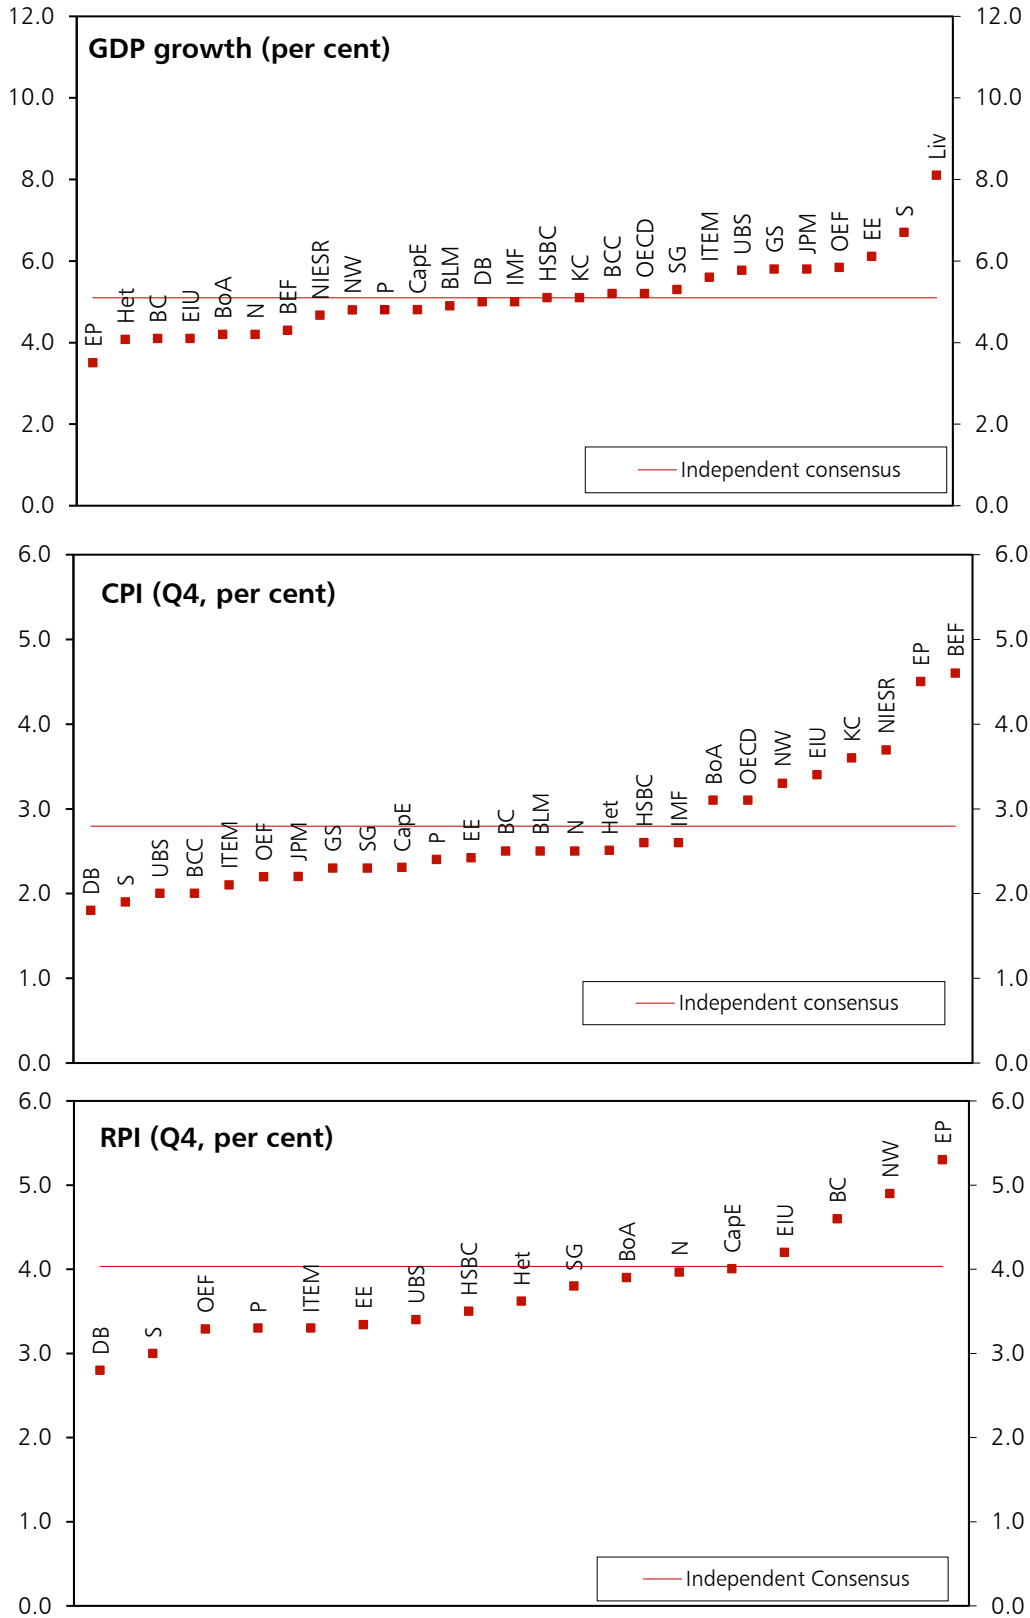 GDP growth (per cent)
12.0
10.0
8.0
6.0
4.0
2.0
0.0
12.0
10.0
8.0
6.0
4.0
2.0
0.0
EP
Het
BC
EIU
BoA
N
BEF
NIESR
NW
P
CapE
BLM
DB
IMF
HSBC
KC
BCC
OECD
SG
ITEM
UBS
GS
JPM
OEF
EE
S
Liv
Independent consensus
CPI (Q4, per cent)
6.0
5.0
4.0
3.0
2.0
1.0
0.0
6.0
5.0
4.0
3.0
2.0
1.0
0.0
DB
S
UBS
BCC
ITEM
OEF
JPM
GS
SG
CapE
P
EE
BC
BLM
N
Het
HSBC
IMF
BoA
OECD
NW
EIU
KC
NIESR
EP
BEF
Independent consensus
RPI (Q4, per cent)
6.0
5.0
4.0
3.0
2.0
1.0
0.0
6.0
5.0
4.0
3.0
2.0
1.0
0.0
DB
S
OEF
P
ITEM
EE
UBS
HSBC
Het
SG
BoA
N
CapE
EIU
BC
NW
EP
Independent Consensus